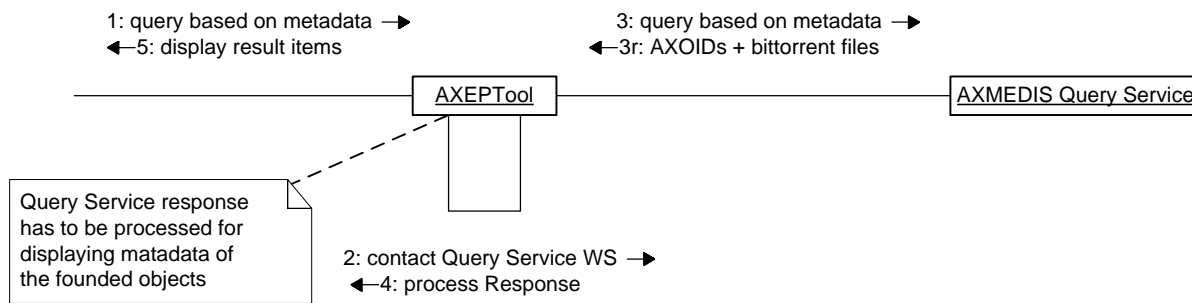 1: query based on metadata
5: display result items
3: query based on metadata
3r: AXOIDs + bittorrent files
AXEPTool
AXMEDIS Query Service
Query Service response
has to be processed for
displaying matadata of
the founded objects
2: contact Query Service WS
4: process Response